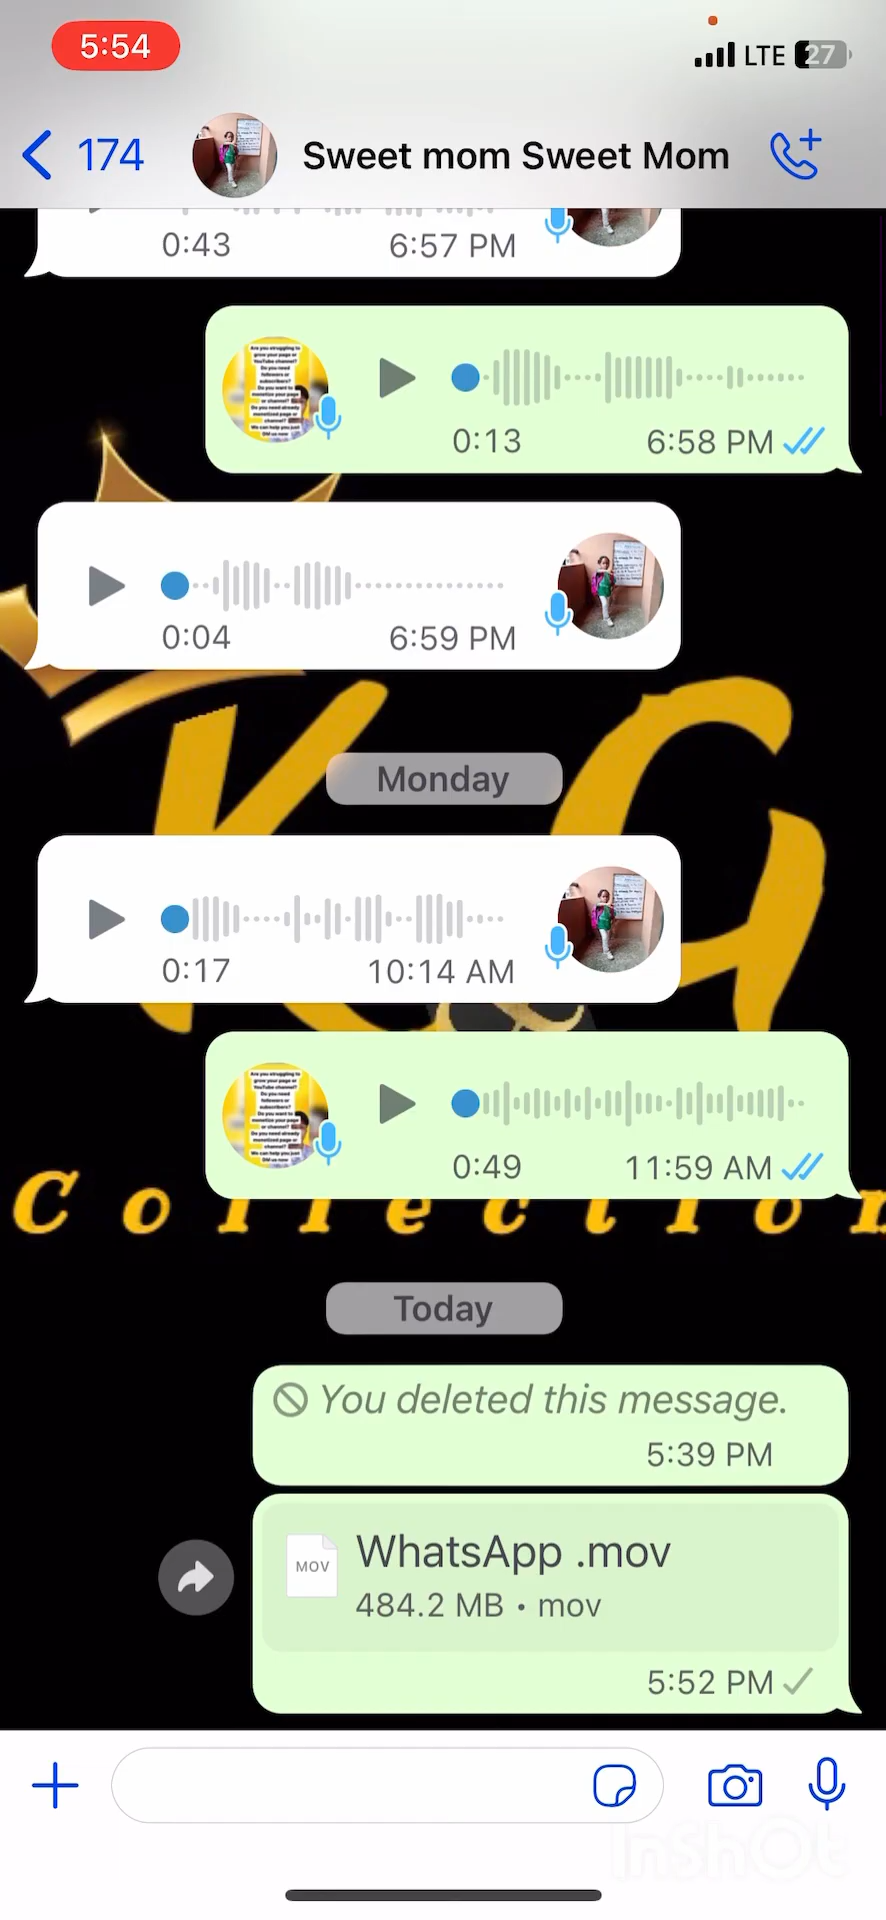 5:54
LTE 27
174
Sweet mom Sweet Mom
0:43 6:57 PM
0:13 6:58 PM
0:04 6:59 PM
K G
Monday
0:17 10:14 AM
0:49 11:59 AM
Collection
Today
You deleted this message.
5:39 PM
MOV
WhatsApp .mov
484.2 MB • mov
5:52 PM
InShOt